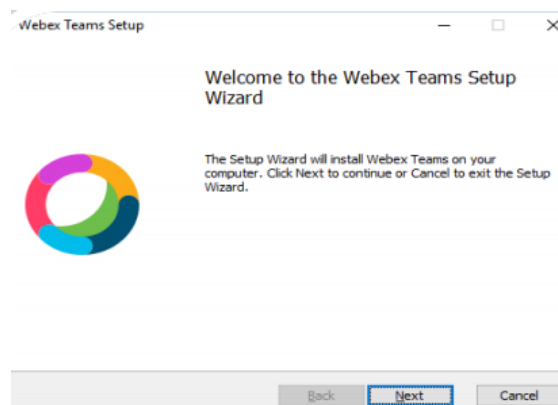 Webex Teams Setup
Welcome to the Webex Teams Setup
Wizard
The Setup Wizard will install Webex Teams on your
computer. Click Next to continue or Cancel to exit the Setup
Wizard.
Back Next Cancel